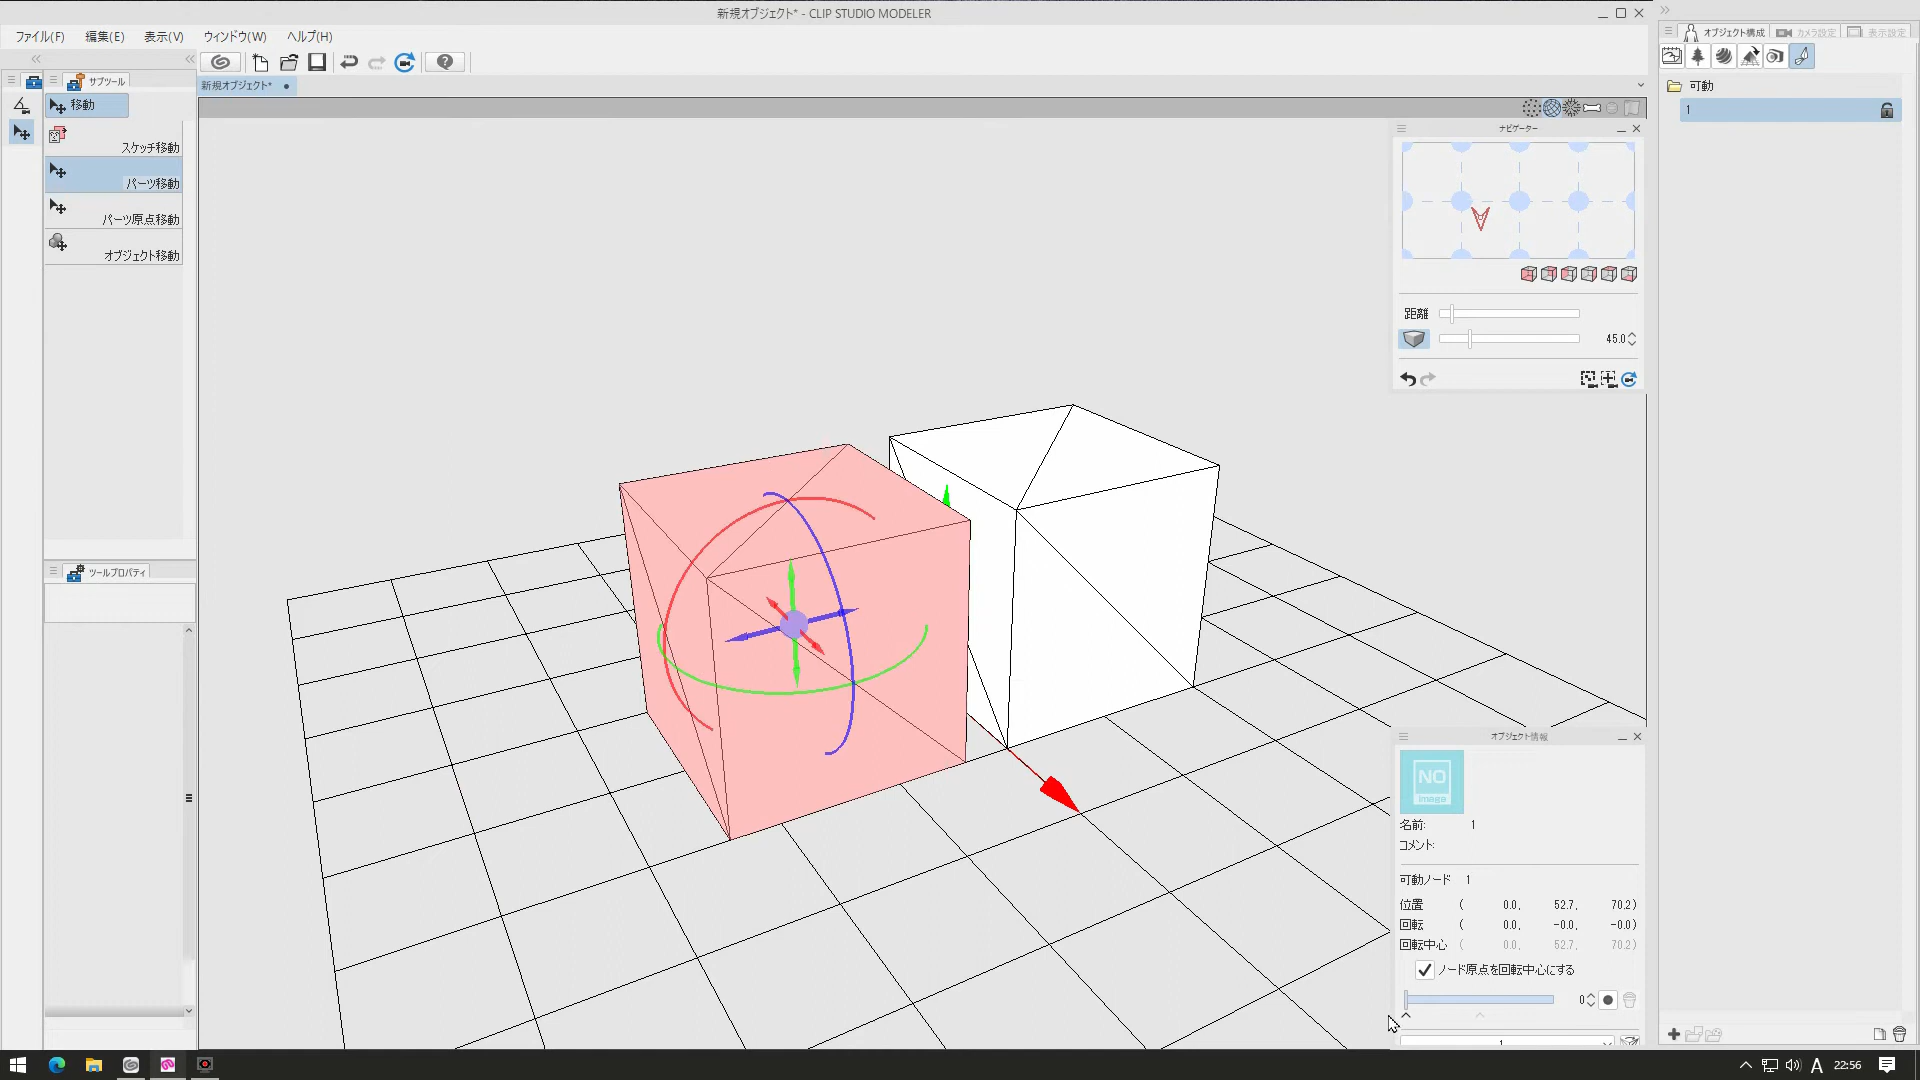 新規オブジェクト* - CLIP STUDIO MODELER
ファイル(F) 編集(E) 表示(V) ウィンドウ(W) ヘルプ(H)
新規オブジェクト*
サブツール
移動
スケッチ移動
パーツ移動
パーツ原点移動
オブジェクト移動
ツールプロパティ
ナビゲーター
距離
45.0
オブジェクト情報
NO
image
名前: 1
コメント:
可動ノード 1
位置 ( 0.0, 52.7, 70.2)
回転 ( 0.0, -0.0, -0.0)
回転中心 ( 0.0, 52.7, 70.2)
ノード原点を回転中心にする
0
1
オブジェクト構成 カメラ設定 表示設定
可動
1
A 22:56